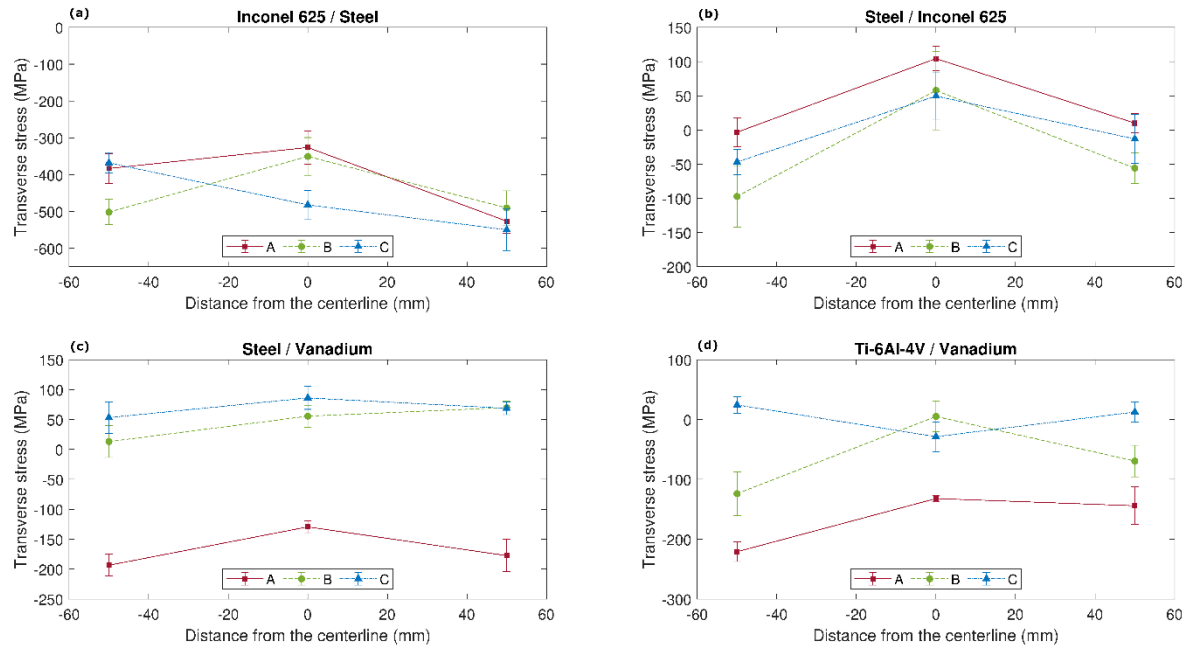 (a) Inconel 625 / Steel
Transverse stress (MPa)
0
-100
-200
-300
-400
-500
-600
A B C
-60 -40 -20 0 20 40 60
Distance from the centerline (mm)
(b) Steel / Inconel 625
Transverse stress (MPa)
150
100
50
0
-50
-100
-150
-200
A B C
-60 -40 -20 0 20 40 60
Distance from the centerline (mm)
(c) Steel / Vanadium
Transverse stress (MPa)
150
100
50
0
-50
-100
-150
-200
-250
A B C
-60 -40 -20 0 20 40 60
Distance from the centerline (mm)
(d) Ti-6Al-4V / Vanadium
Transverse stress (MPa)
100
0
-100
-200
-300
A B C
-60 -40 -20 0 20 40 60
Distance from the centerline (mm)